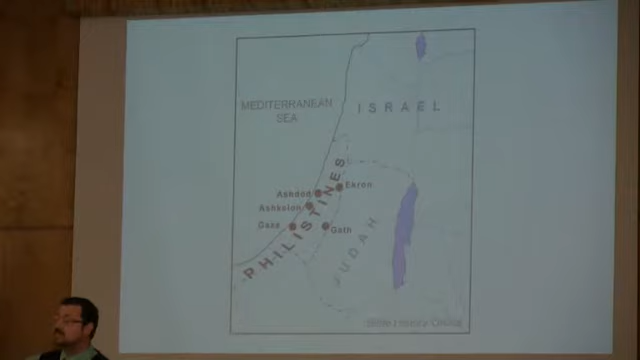 MEDITERRANEAN
SEA
ISRAEL
PHILISTINES
Ashdod
Ekron
Ashkelon
Gaza
Gath
JUDAH